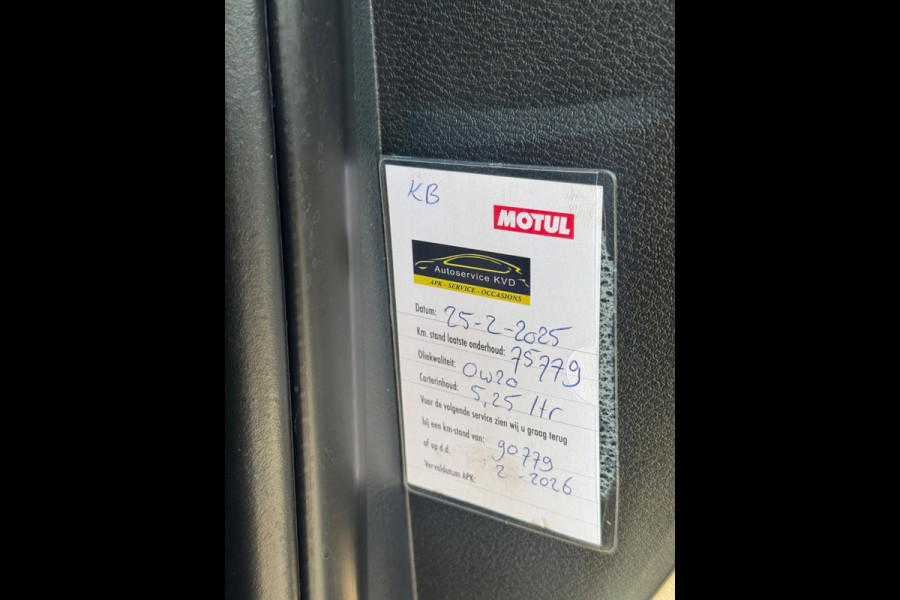 KB
MOTUL
Autoservice KVD
APK - SERVICE - OCCASIONS
Datum: 25-2-2025
Km. stand laatste onderhoud: 75779
Oliekwaliteit: 0w20
Carterinhoud: 5,25 ltr
Voor de volgende service zien wij u graag terug
bij een km-stand van: 90779
of op d.d. 2-2026
Vervaldatum APK: